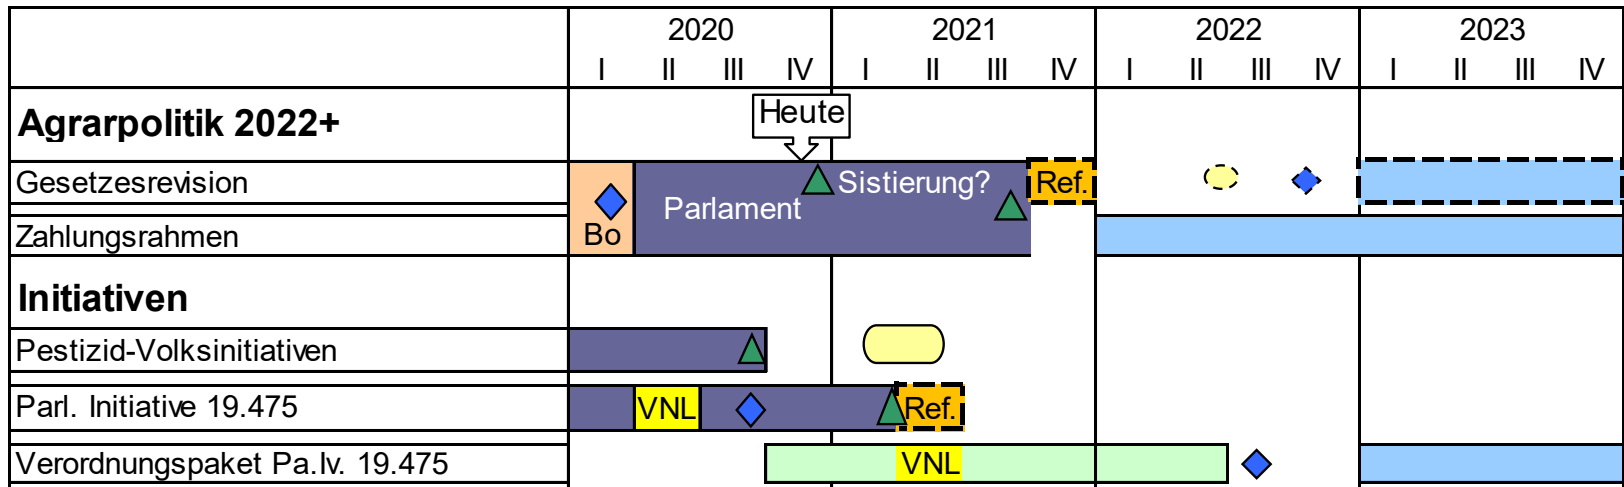 2020 2021 2022 2023
I II III IV I II III IV I II III IV I II III IV
Agrarpolitik 2022+
Heute
Gesetzesrevision
Sistierung?
Ref.
Parlament
Bo
Zahlungsrahmen
Initiativen
Pestizid-Volksinitiativen
Parl. Initiative 19.475 VNL Ref.
Verordnungspaket Pa.Iv. 19.475 VNL